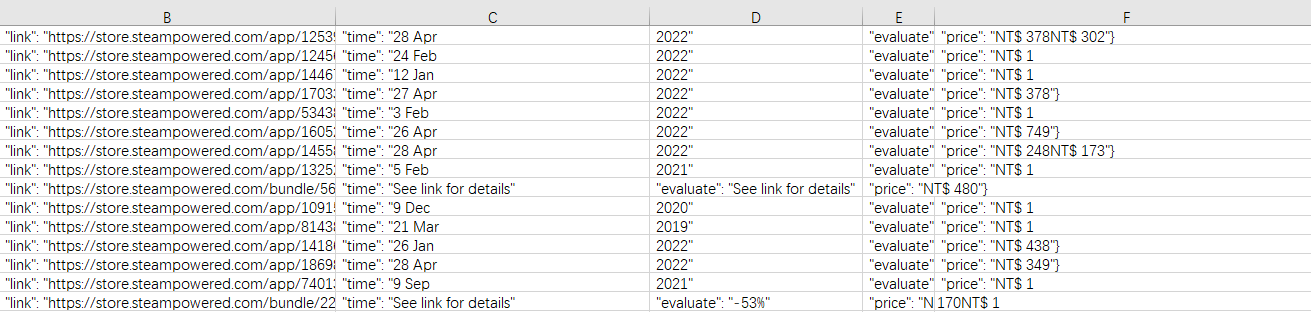 B C D E F
"link": "https://store.steampowered.com/app/1253 "time": "28 Apr 2022" "evaluate" "price": "NT$ 378NT$ 302"}
"link": "https://store.steampowered.com/app/1245 "time": "24 Feb 2022" "evaluate" "price": "NT$ 1
"link": "https://store.steampowered.com/app/1446 "time": "12 Jan 2022" "evaluate" "price": "NT$ 1
"link": "https://store.steampowered.com/app/1703 "time": "27 Apr 2022" "evaluate" "price": "NT$ 378"}
"link": "https://store.steampowered.com/app/5343 "time": "3 Feb 2022" "evaluate" "price": "NT$ 1
"link": "https://store.steampowered.com/app/1605 "time": "26 Apr 2022" "evaluate" "price": "NT$ 749"}
"link": "https://store.steampowered.com/app/1455 "time": "28 Apr 2022" "evaluate" "price": "NT$ 248NT$ 173"}
"link": "https://store.steampowered.com/app/1325 "time": "5 Feb 2021" "evaluate" "price": "NT$ 1
"link": "https://store.steampowered.com/bundle/56 "time": "See link for details" "evaluate": "See link for details" "price": "NT$ 480"}
"link": "https://store.steampowered.com/app/1091 "time": "9 Dec 2020" "evaluate" "price": "NT$ 1
"link": "https://store.steampowered.com/app/8143 "time": "21 Mar 2019" "evaluate" "price": "NT$ 1
"link": "https://store.steampowered.com/app/1418 "time": "26 Jan 2022" "evaluate" "price": "NT$ 438"}
"link": "https://store.steampowered.com/app/1869 "time": "28 Apr 2022" "evaluate" "price": "NT$ 349"}
"link": "https://store.steampowered.com/app/7401 "time": "9 Sep 2021" "evaluate" "price": "NT$ 1
"link": "https://store.steampowered.com/bundle/22 "time": "See link for details" "evaluate": "-53%" "price": "N 170NT$ 1